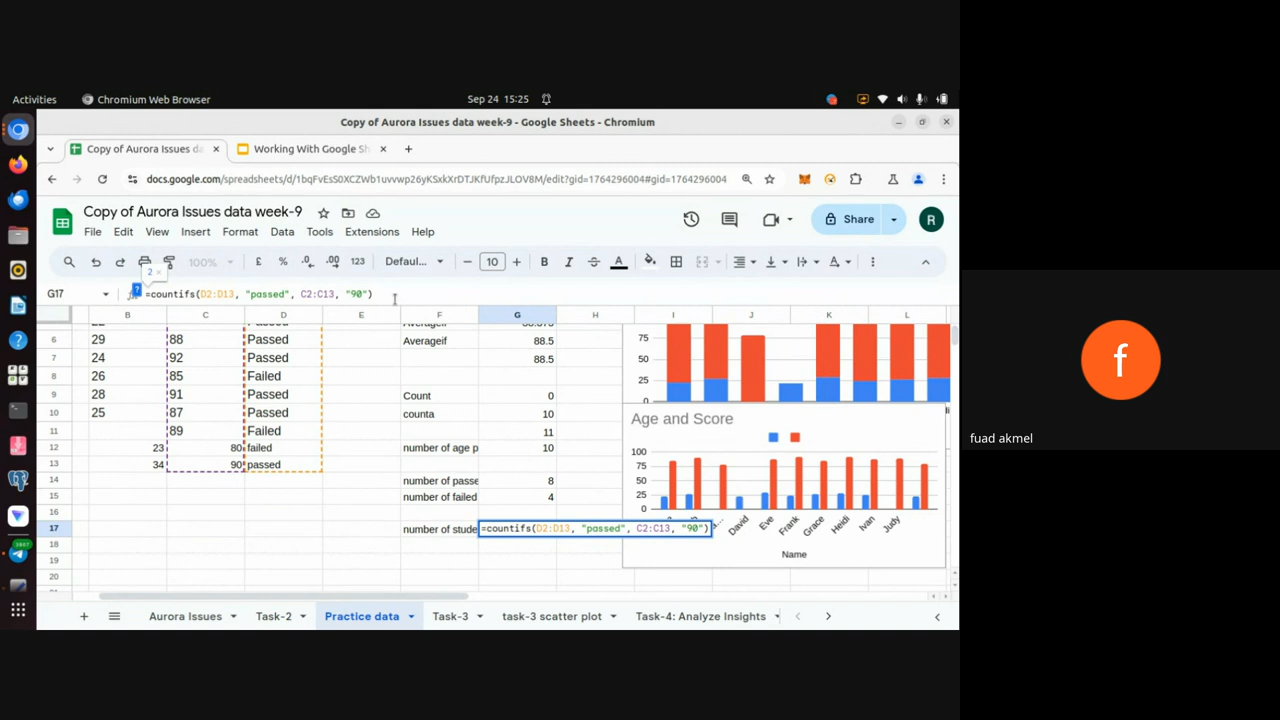 Activities
Chromium Web Browser
Sep 24 15:25
Copy of Aurora Issues data week-9 - Google Sheets - Chromium
Copy of Aurora Issues da
Working With Google Sh
docs.google.com/spreadsheets/d/1bqFvEsS0XCZWb1uvvwp26yKSxkXrDTJKfUfpzJLOV8M/edit?gid=1764296004#gid=1764296004
Copy of Aurora Issues data week-9
File Edit View Insert Format Data Tools Extensions Help
Share
R
100% £ % .0 .00 123 Defaul... 10 B I A
2 ×
G17
?
=countifs(D2:D13, "passed", C2:C13, "90")
B C D E F G H I J K L
6 29 88 Passed Averageif 88.5
7 24 92 Passed 88.5
8 26 85 Failed
9 28 91 Passed Count 0
10 25 87 Passed counta 10
11 89 Failed 11
12 23 80 failed number of age p 10
13 34 90 passed
14 number of passe 8
15 number of failed 4
16
17 number of stude =countifs(D2:D13, "passed", C2:C13, "90")
18
19
20
75
50
25
0
Age and Score
100
75
50
25
0
David
Eve
Frank
Grace
Heidi
Ivan
Judy
Name
Aurora Issues
Task-2
Practice data
Task-3
task-3 scatter plot
Task-4: Analyze Insights
f
fuad akmel